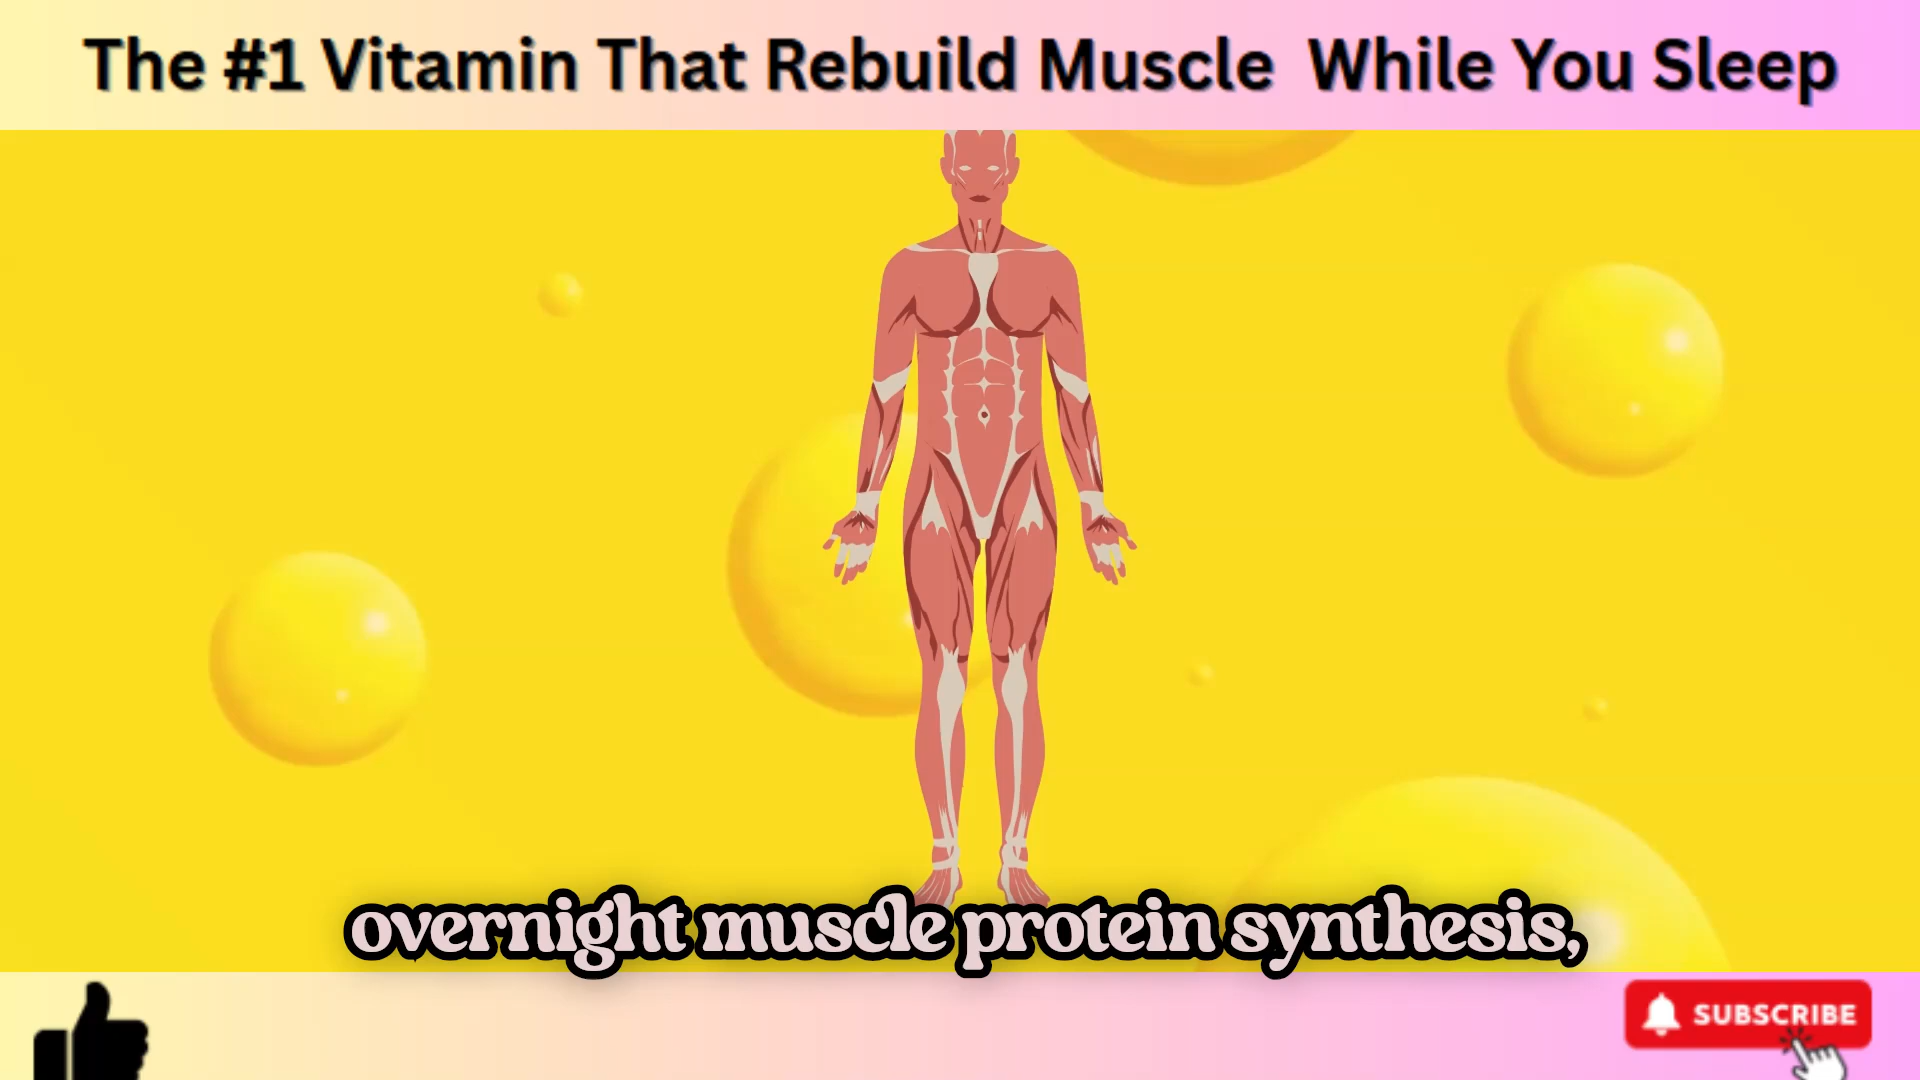 The #1 Vitamin That Rebuild Muscle While You Sleep
overnight muscle protein synthesis,
SUBSCRIBE